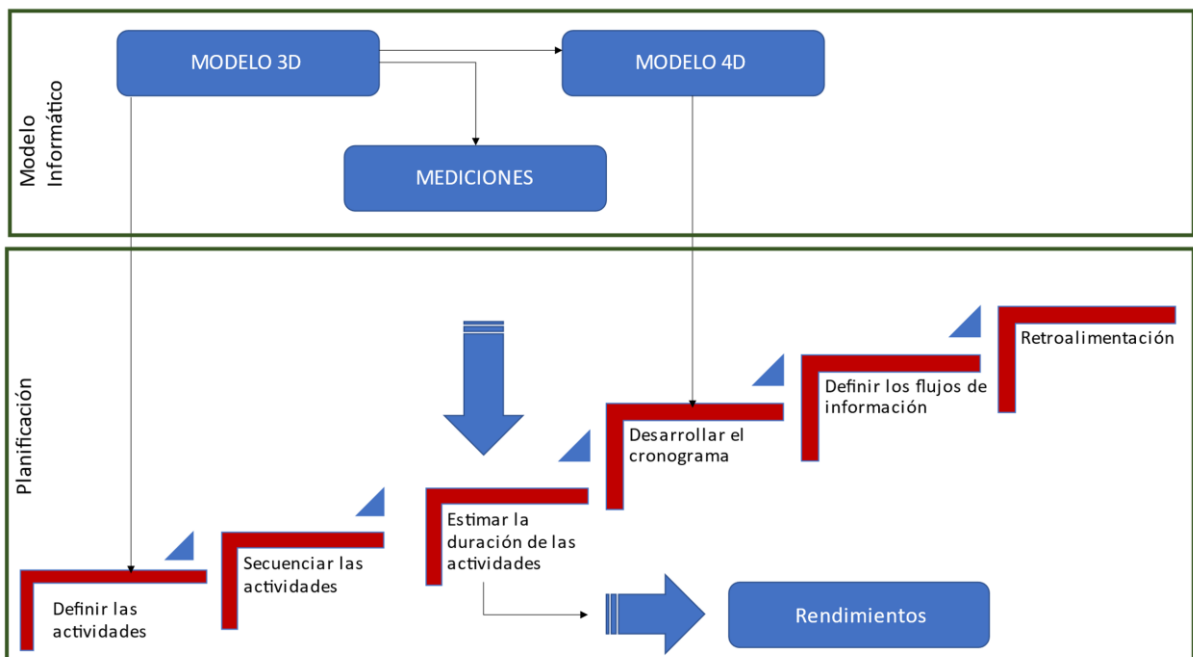 Modelo
Informático
MODELO 3D
MODELO 4D
MEDICIONES
Planificación
Retroalimentación
Definir los flujos de
información
Desarrollar el
cronograma
Estimar la
duración de las
actividades
Secuenciar las
actividades
Definir las
actividades
Rendimientos